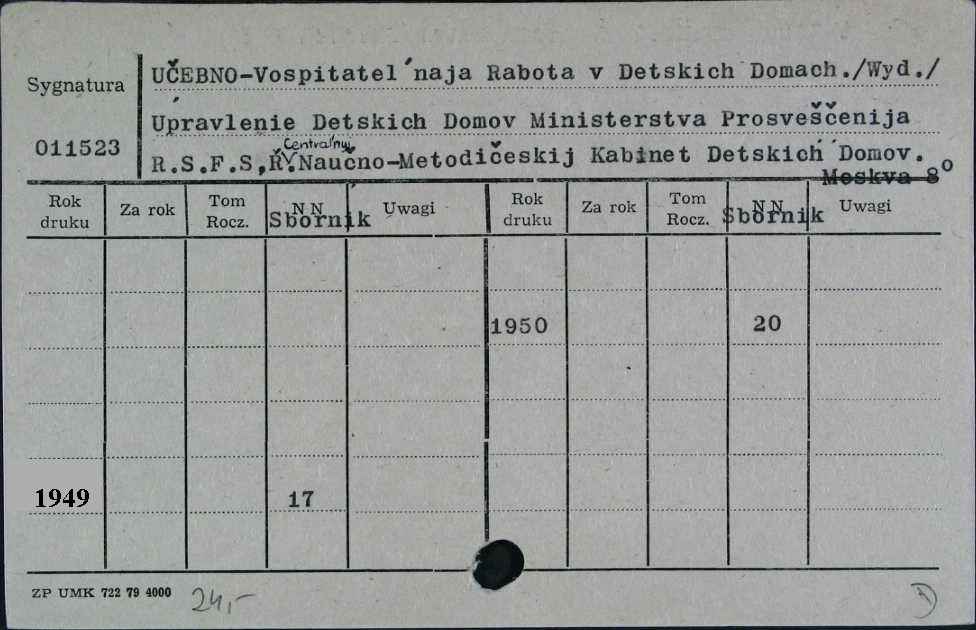 Sygnatura
011523
UČEBNO-Vospitatel´naja Rabota v Detskich Domach./Wyd./
Upravlenie Detskich Domov Ministerstva Prosveščenija
Centralnyj
R.S.F.S.Ř. Naučno-Metodičeskij Kabinet Detskich Domov.
Moskva 8°
Rok druku Za rok Tom Rocz. NN Sbornik Uwagi Rok druku Za rok Tom Rocz. NN Sbornik Uwagi
1950 20
1949 17
ZP UMK 722 79 4000
24,-